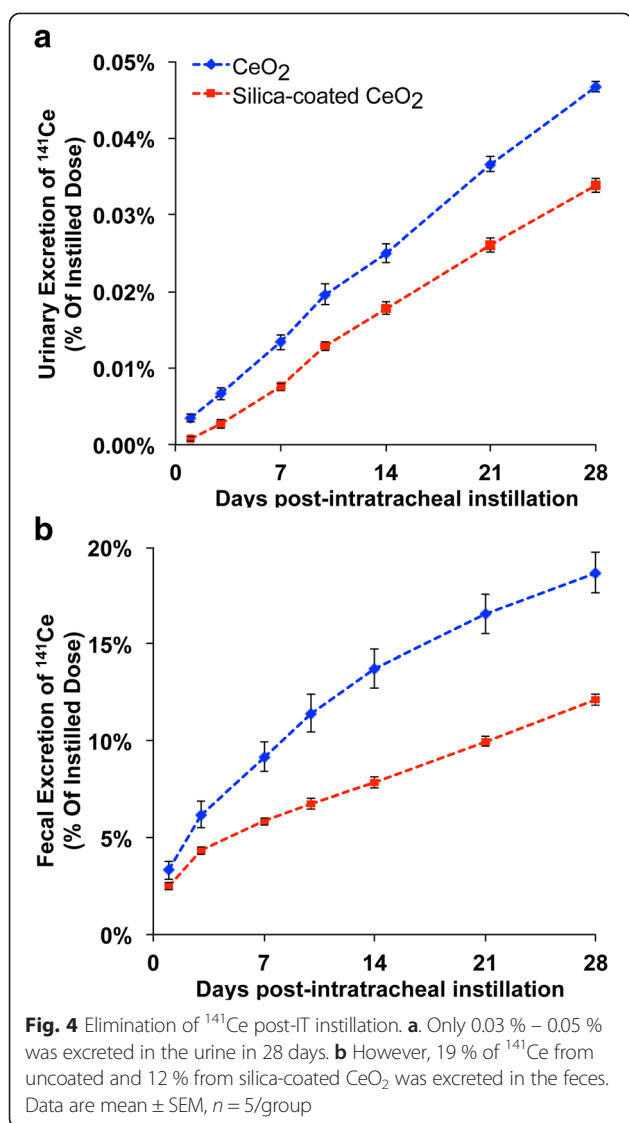 a
0.05%
0.04%
0.03%
0.02%
0.01%
0.00%
Urinary Excretion of ¹⁴¹Ce
(% Of Instilled Dose)
CeO₂
Silica-coated CeO₂
0 7 14 21 28
Days post-intratracheal instillation
b
20%
15%
10%
5%
0%
Fecal Excretion of ¹⁴¹Ce
(% Of Instilled Dose)
0 7 14 21 28
Days post-intratracheal instillation
Fig. 4 Elimination of ¹⁴¹Ce post-IT instillation. a. Only 0.03 % – 0.05 %
was excreted in the urine in 28 days. b However, 19 % of ¹⁴¹Ce from
uncoated and 12 % from silica-coated CeO₂ was excreted in the feces.
Data are mean ± SEM, n = 5/group